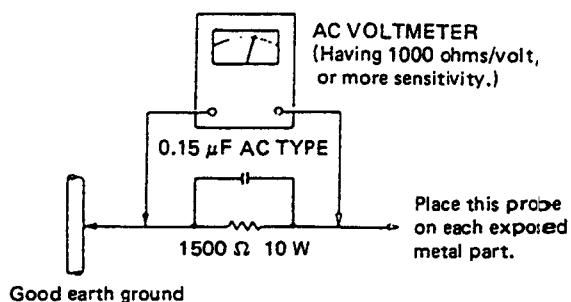 AC VOLTMETER
(Having 1000 ohms/volt,
or more sensitivity.)
0.15 μF AC TYPE
1500 Ω 10 W
Place this probe
on each exposed
metal part.
Good earth ground